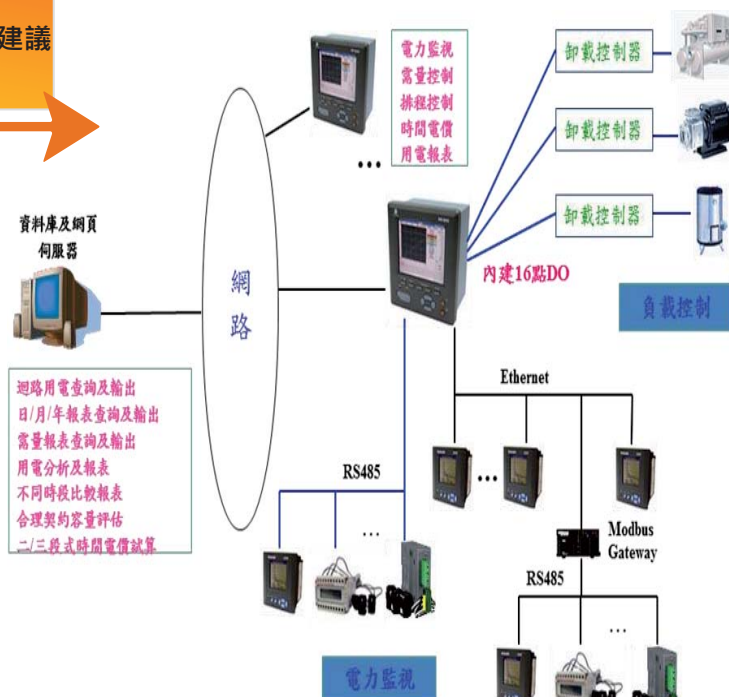 建議
電力監視
需量控制
排程控制
時間電價
用電報表
...
卸載控制器
卸載控制器
卸載控制器
資料庫及網頁
伺服器
網
路
內建16點DO
負載控制
迴路用電查詢及輸出
日/月/年報表查詢及輸出
需量報表查詢及輸出
用電分析及報表
不同時段比較報表
合理契約容量評估
二/三段式時間電價試算
Ethernet
...
RS485
...
Modbus
Gateway
RS485
...
電力監視